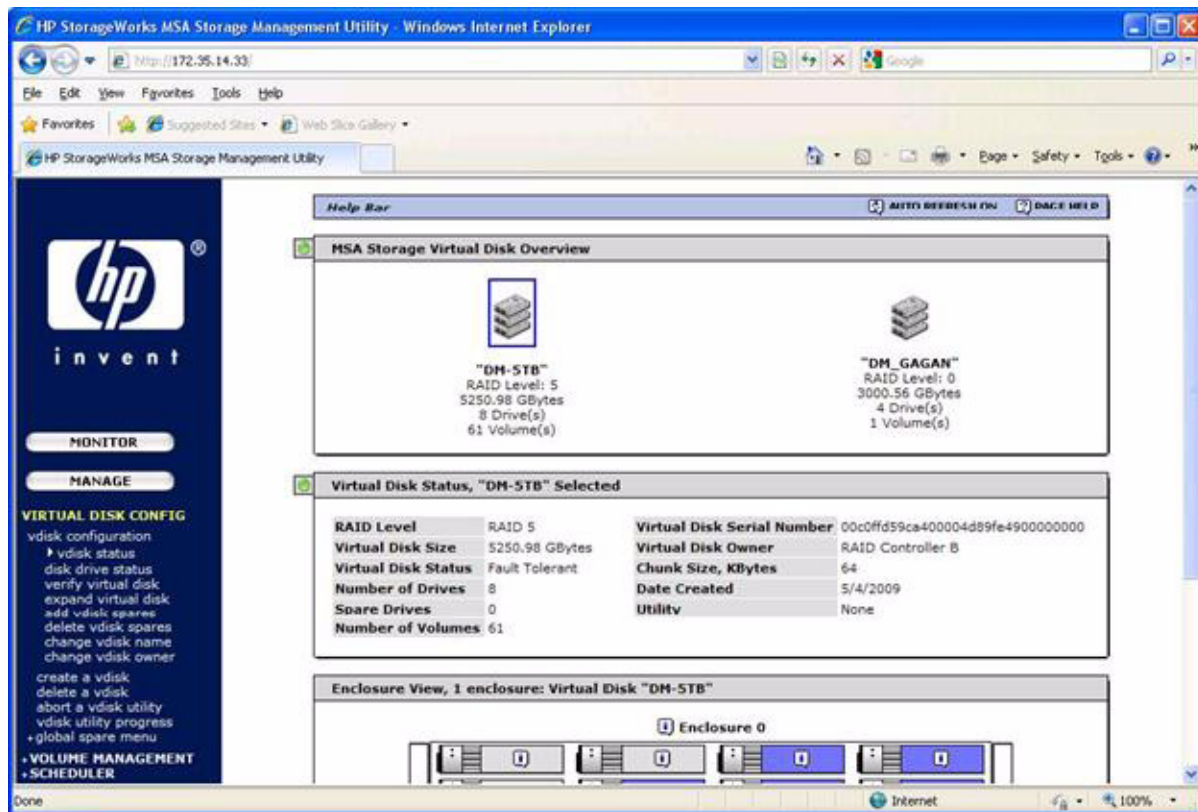 HP StorageWorks MSA Storage Management Utility - Windows Internet Explorer
http://172.35.14.33/
Google
File Edit View Favorites Tools Help
Favorites Suggested Sites Web Slice Gallery
HP StorageWorks MSA Storage Management Utility
Page Safety Tools
Help Bar
AUTO REFRESH ON PAGE HELP
hp
®
invent
MONITOR
MANAGE
VIRTUAL DISK CONFIG
vdisk configuration
vdisk status
disk drive status
verify virtual disk
expand virtual disk
add vdisk spares
delete vdisk spares
change vdisk name
change vdisk owner
create a vdisk
delete a vdisk
abort a vdisk utility
vdisk utility progress
+global spare menu
+VOLUME MANAGEMENT
+SCHEDULER
MSA Storage Virtual Disk Overview
"DM-5TB"
RAID Level: 5
5250.98 GBytes
8 Drive(s)
61 Volume(s)
"DM_GAGAN"
RAID Level: 0
3000.56 GBytes
4 Drive(s)
1 Volume(s)
Virtual Disk Status, "DM-5TB" Selected
RAID Level RAID 5 Virtual Disk Serial Number 00c0ffd59ca400004d89fe4900000000
Virtual Disk Size 5250.98 GBytes Virtual Disk Owner RAID Controller B
Virtual Disk Status Fault Tolerant Chunk Size, KBytes 64
Number of Drives 8 Date Created 5/4/2009
Spare Drives 0 Utility None
Number of Volumes 61
Enclosure View, 1 enclosure: Virtual Disk "DM-5TB"
Enclosure 0
Done Internet 100%